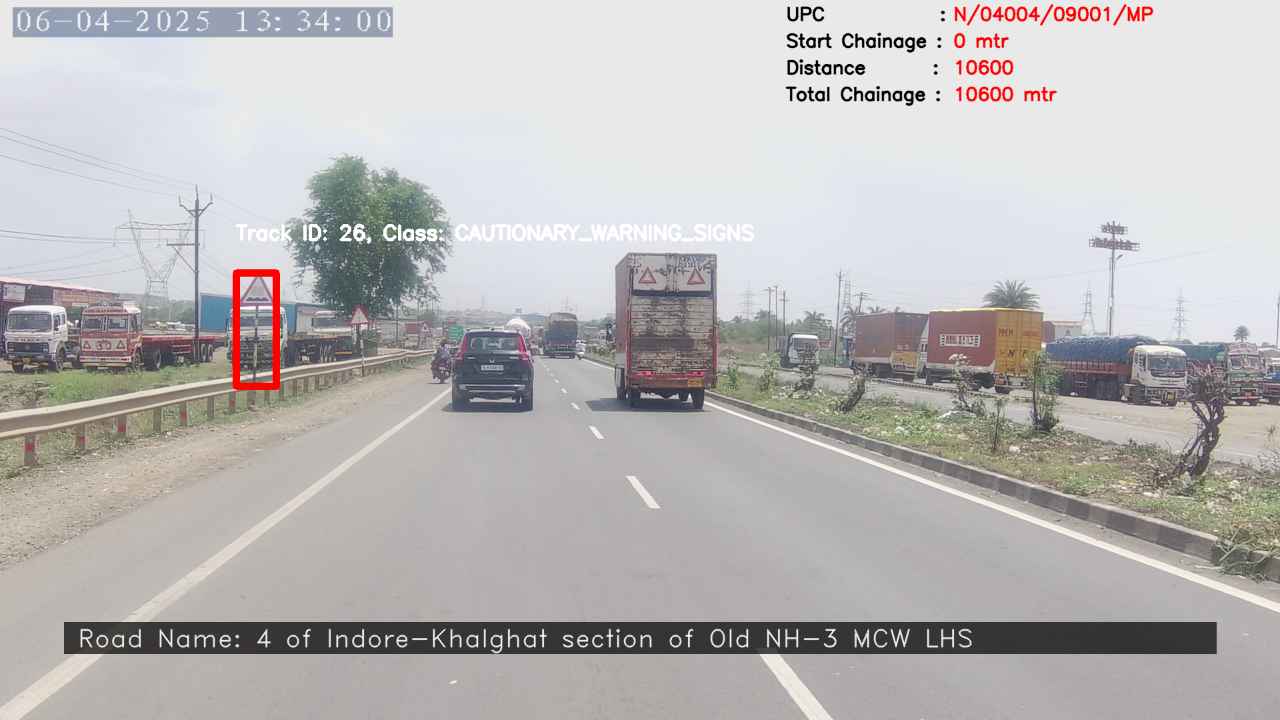 06-04-2025 13:34:00
UPC : N/04004/09001/MP
Start Chainage : 0 mtr
Distance : 10600
Total Chainage : 10600 mtr
Track ID: 26, Class: CAUTIONARY_WARNING_SIGNS
Road Name: 4 of Indore-Khalghat section of Old NH-3 MCW LHS